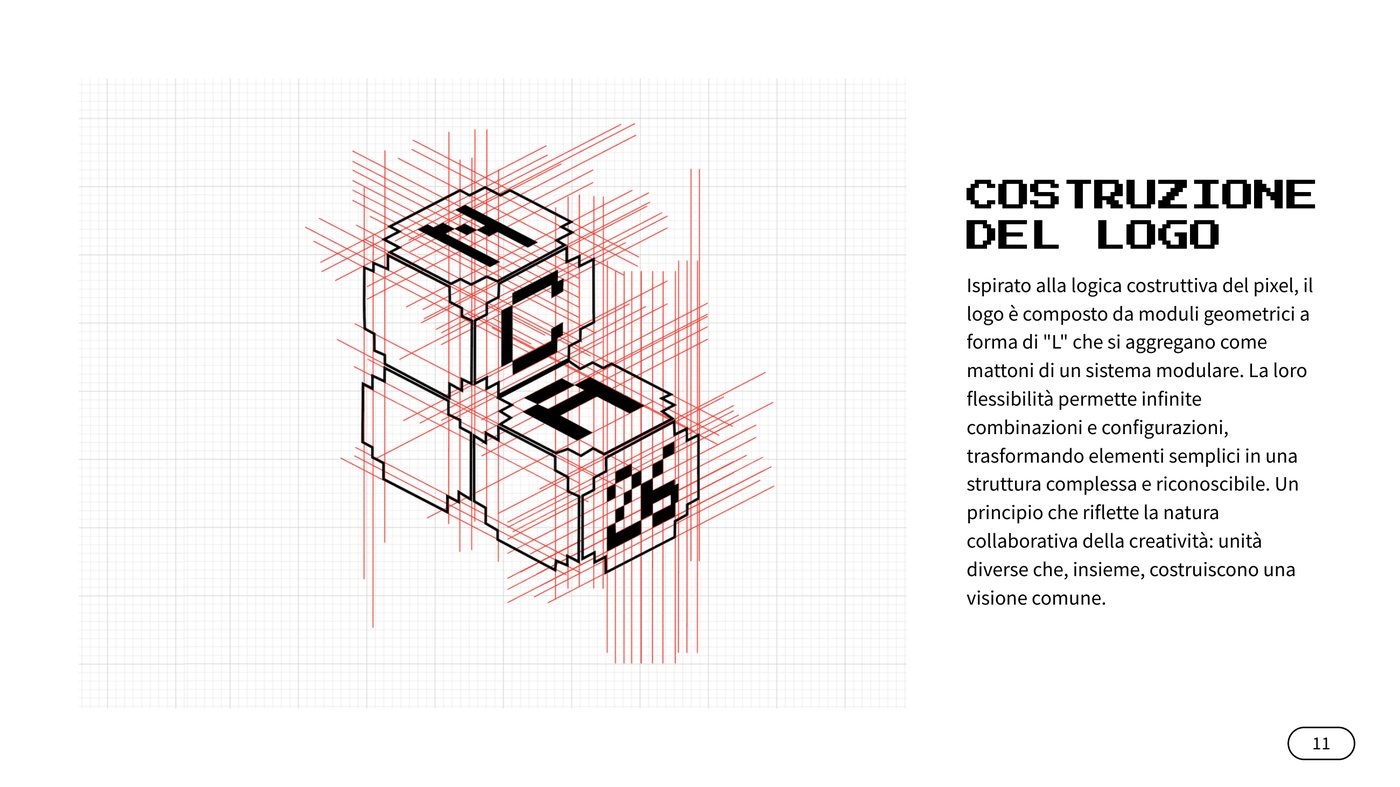 M
C
I
26
COSTRUZIONE
DEL LOGO
Ispirato alla logica costruttiva del pixel, il
logo è composto da moduli geometrici a
forma di "L" che si aggregano come
mattoni di un sistema modulare. La loro
flessibilità permette infinite
combinazioni e configurazioni,
trasformando elementi semplici in una
struttura complessa e riconoscibile. Un
principio che riflette la natura
collaborativa della creatività: unità
diverse che, insieme, costruiscono una
visione comune.
11